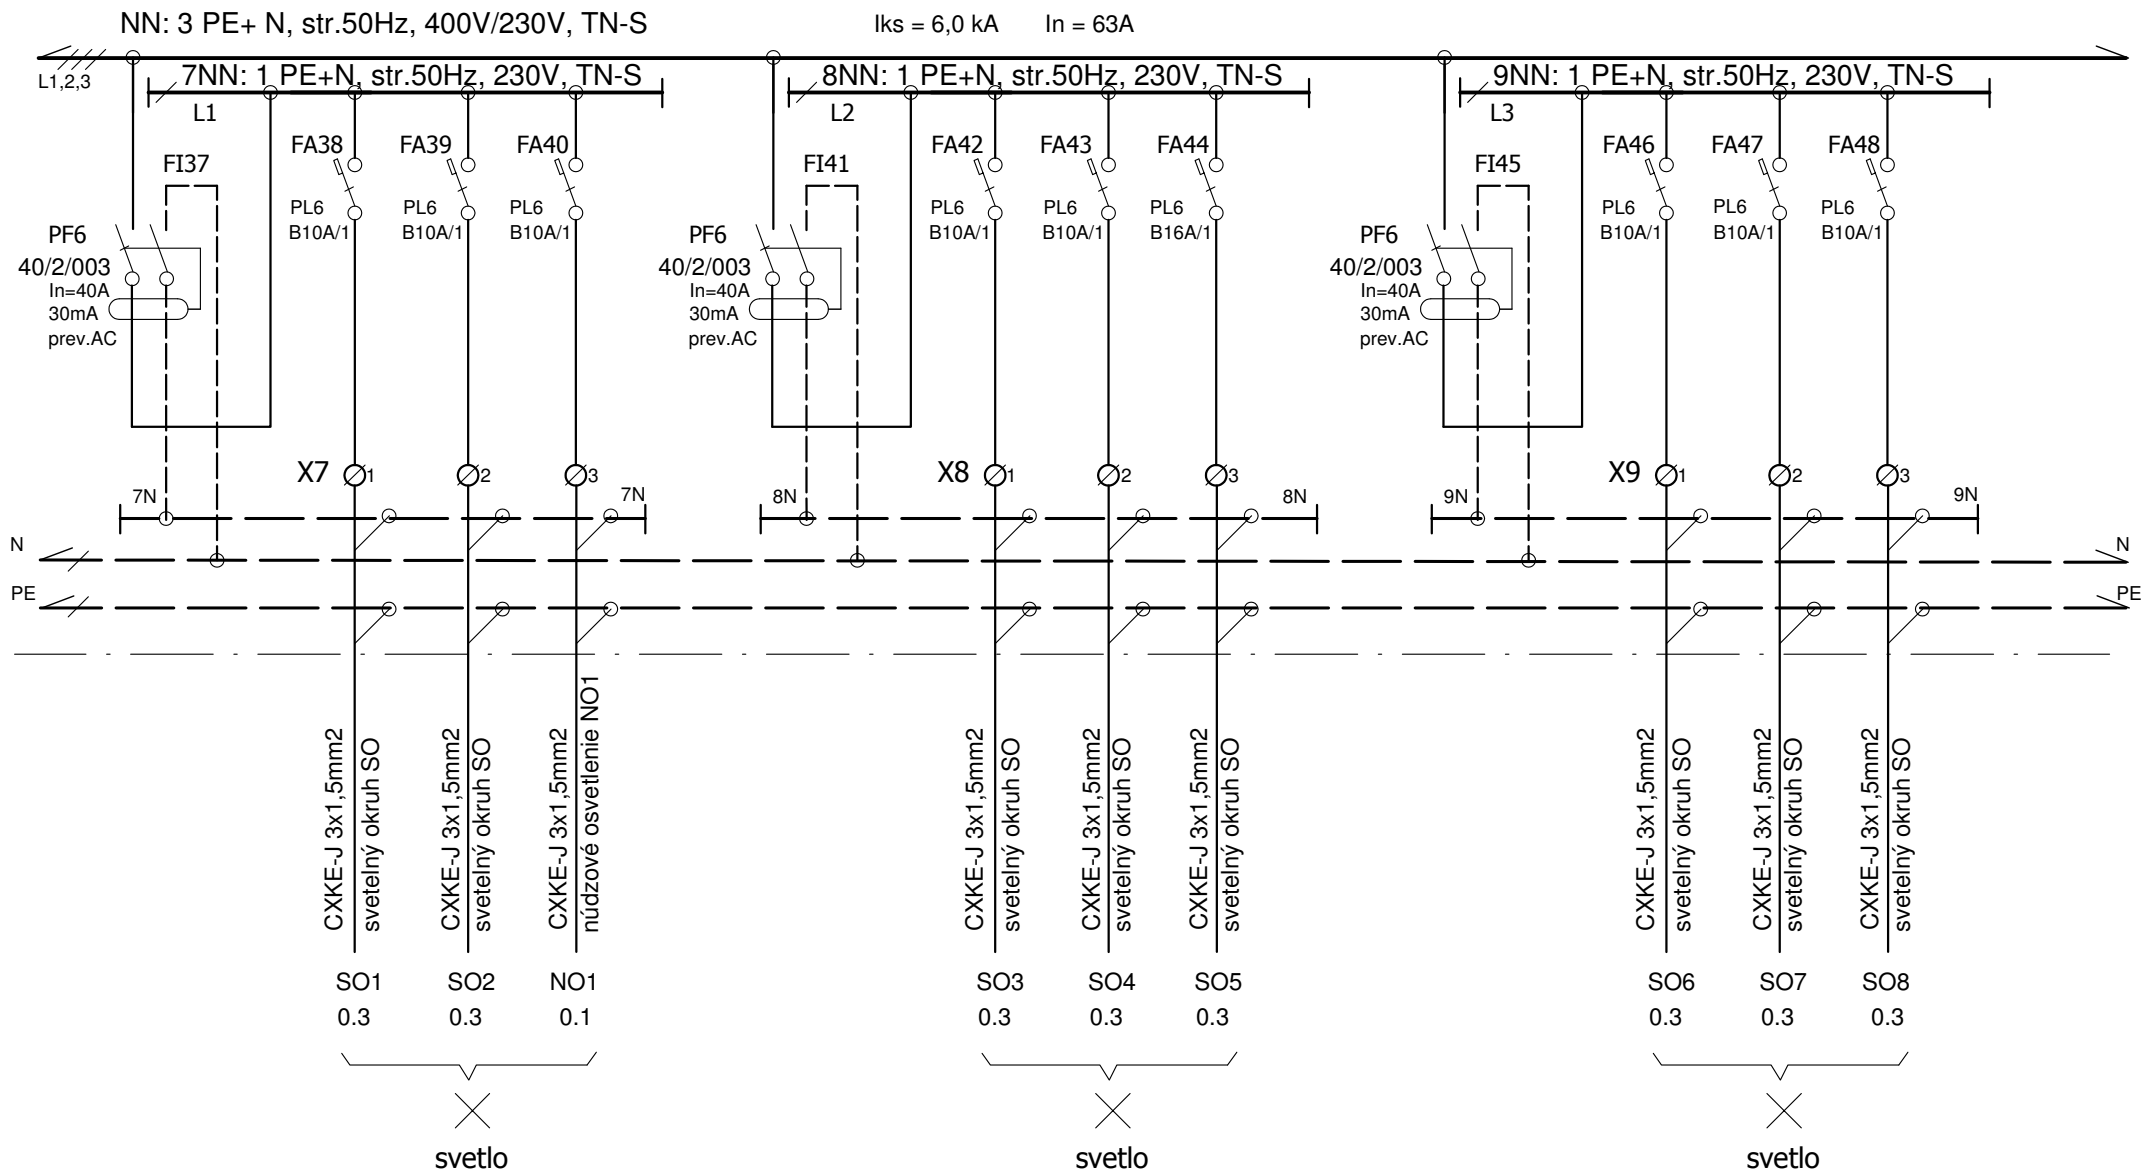 NN: 3 PE+ N, str.50Hz, 400V/230V, TN-S
Iks = 6,0 kA
In = 63A
L1,2,3
7NN: 1 PE+N, str.50Hz, 230V, TN-S
L1
FI37
FA38
FA39
FA40
PL6
B10A/1
PL6
B10A/1
PL6
B10A/1
PF6
40/2/003
In=40A
30mA
prev.AC
X7
1
2
3
7N
7N
8NN: 1 PE+N, str.50Hz, 230V, TN-S
L2
FI41
FA42
FA43
FA44
PL6
B10A/1
PL6
B10A/1
PL6
B16A/1
PF6
40/2/003
In=40A
30mA
prev.AC
X8
1
2
3
8N
8N
9NN: 1 PE+N, str.50Hz, 230V, TN-S
L3
FI45
FA46
FA47
FA48
PL6
B10A/1
PL6
B10A/1
PL6
B10A/1
PF6
40/2/003
In=40A
30mA
prev.AC
X9
1
2
3
9N
9N
N
N
PE
PE
CXKE-J 3x1,5mm2
svetelný okruh SO
CXKE-J 3x1,5mm2
svetelný okruh SO
CXKE-J 3x1,5mm2
núdzové osvetlenie NO1
CXKE-J 3x1,5mm2
svetelný okruh SO
CXKE-J 3x1,5mm2
svetelný okruh SO
CXKE-J 3x1,5mm2
svetelný okruh SO
CXKE-J 3x1,5mm2
svetelný okruh SO
CXKE-J 3x1,5mm2
svetelný okruh SO
CXKE-J 3x1,5mm2
svetelný okruh SO
SO1
SO2
NO1
SO3
SO4
SO5
SO6
SO7
SO8
0.3
0.3
0.1
0.3
0.3
0.3
0.3
0.3
0.3
svetlo
svetlo
svetlo